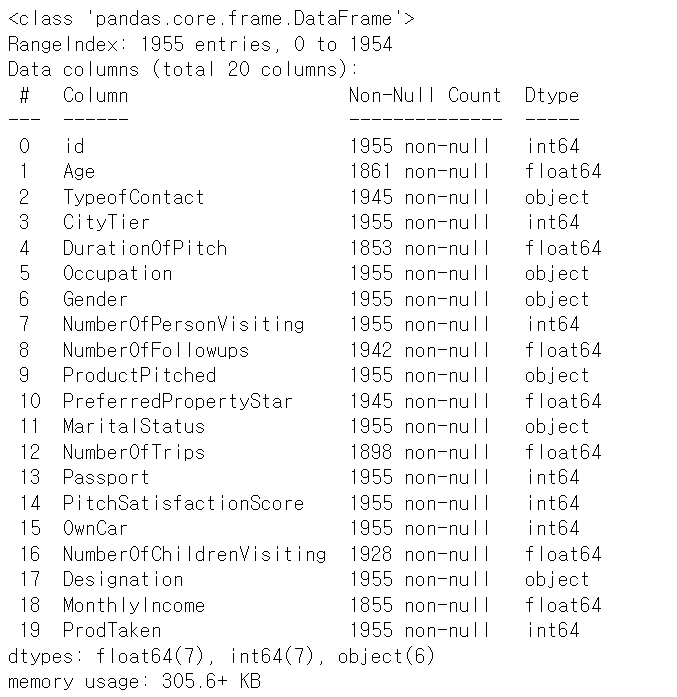 <class 'pandas.core.frame.DataFrame'>
RangeIndex: 1955 entries, 0 to 1954
Data columns (total 20 columns):
 #   Column                    Non-Null Count  Dtype
---  ------                    --------------  -----
 0   id                        1955 non-null   int64
 1   Age                       1861 non-null   float64
 2   TypeofContact             1945 non-null   object
 3   CityTier                  1955 non-null   int64
 4   DurationOfPitch           1853 non-null   float64
 5   Occupation                1955 non-null   object
 6   Gender                    1955 non-null   object
 7   NumberOfPersonVisiting    1955 non-null   int64
 8   NumberOfFollowups         1942 non-null   float64
 9   ProductPitched            1955 non-null   object
 10  PreferredPropertyStar     1945 non-null   float64
 11  MaritalStatus             1955 non-null   object
 12  NumberOfTrips             1898 non-null   float64
 13  Passport                  1955 non-null   int64
 14  PitchSatisfactionScore    1955 non-null   int64
 15  OwnCar                    1955 non-null   int64
 16  NumberOfChildrenVisiting  1928 non-null   float64
 17  Designation               1955 non-null   object
 18  MonthlyIncome             1855 non-null   float64
 19  ProdTaken                 1955 non-null   int64
dtypes: float64(7), int64(7), object(6)
memory usage: 305.6+ KB